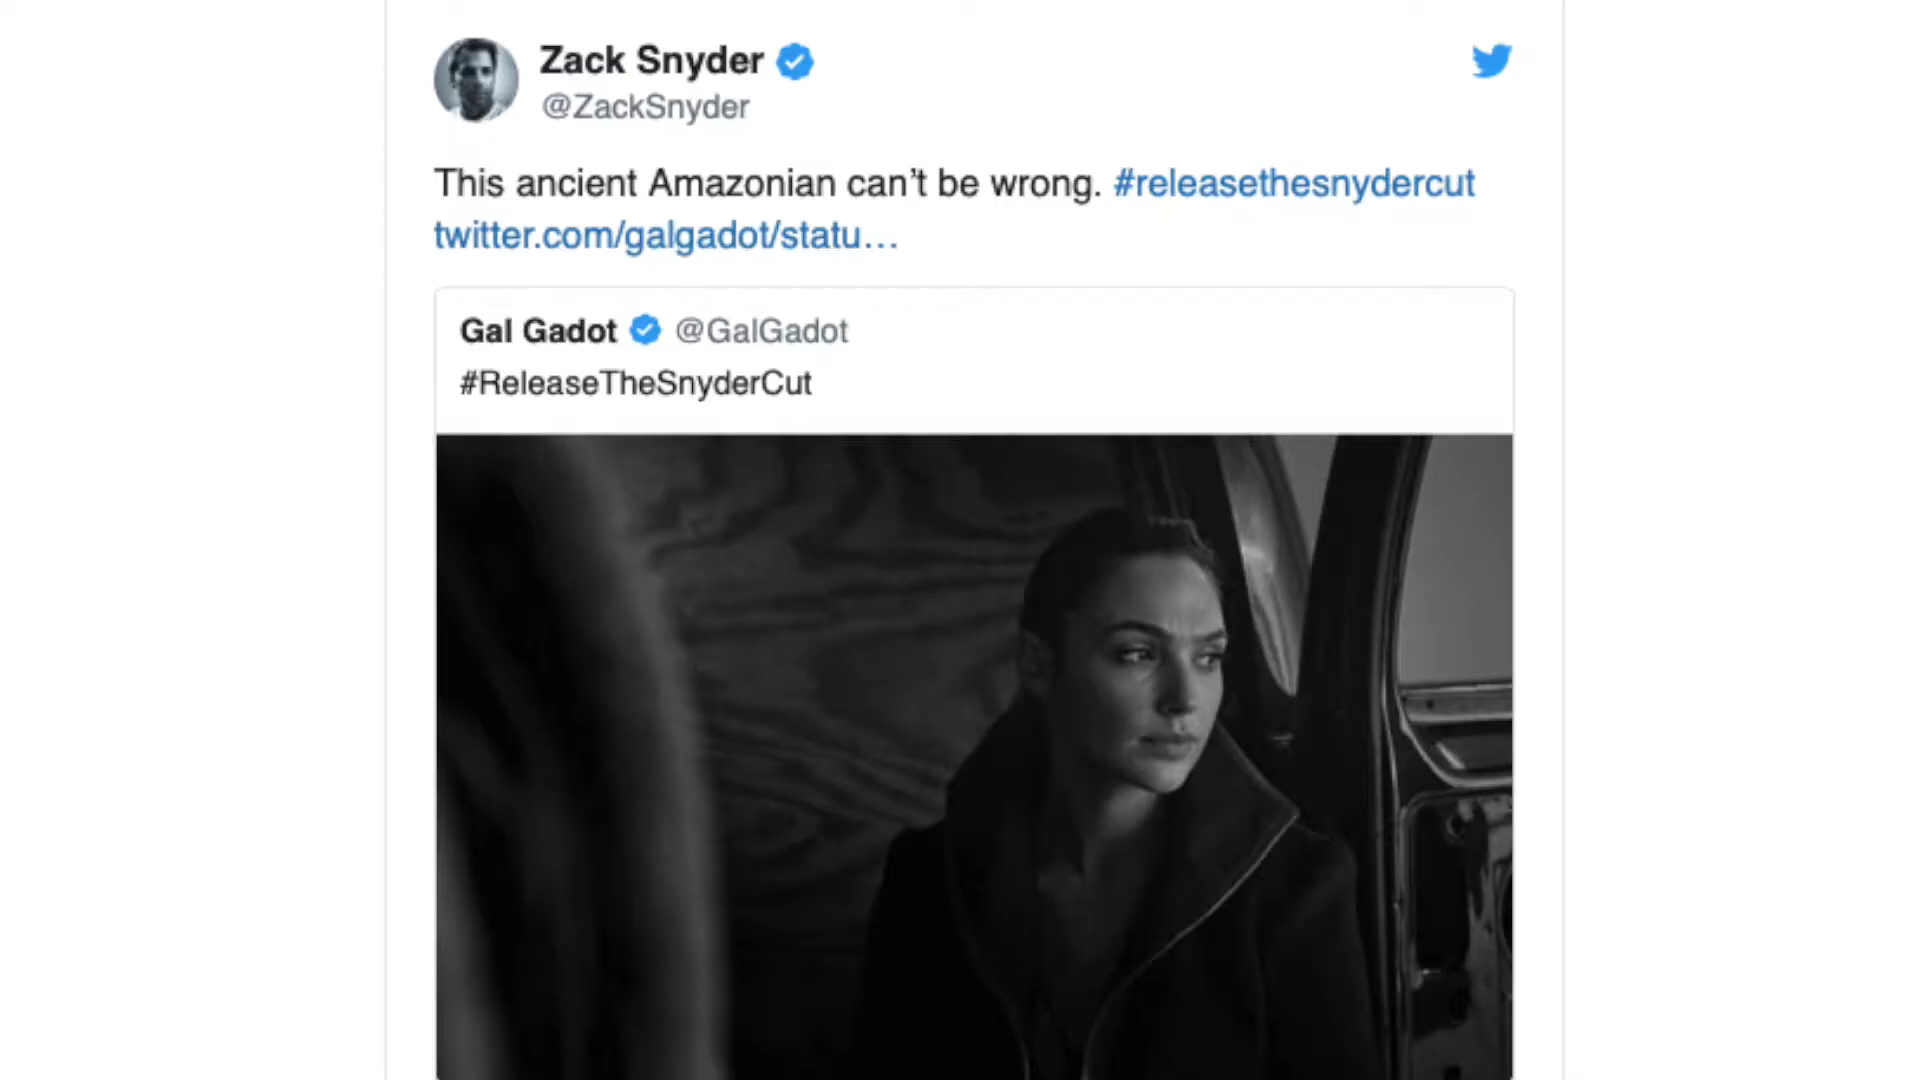 Zack Snyder
@ZackSnyder
This ancient Amazonian can't be wrong. #releasethesnydercut
twitter.com/galgadot/statu…
Gal Gadot @GalGadot
#ReleaseTheSnyderCut